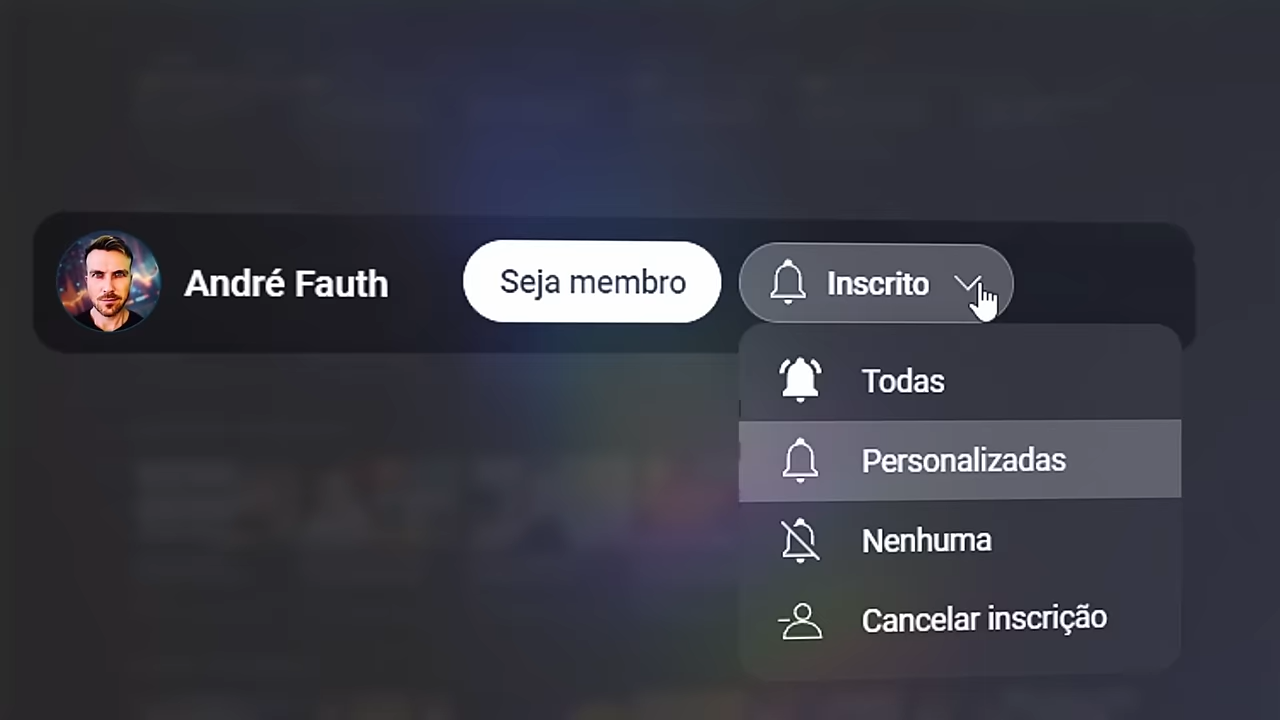 André Fauth
Seja membro
Inscrito
Todas
Personalizadas
Nenhuma
Cancelar inscrição